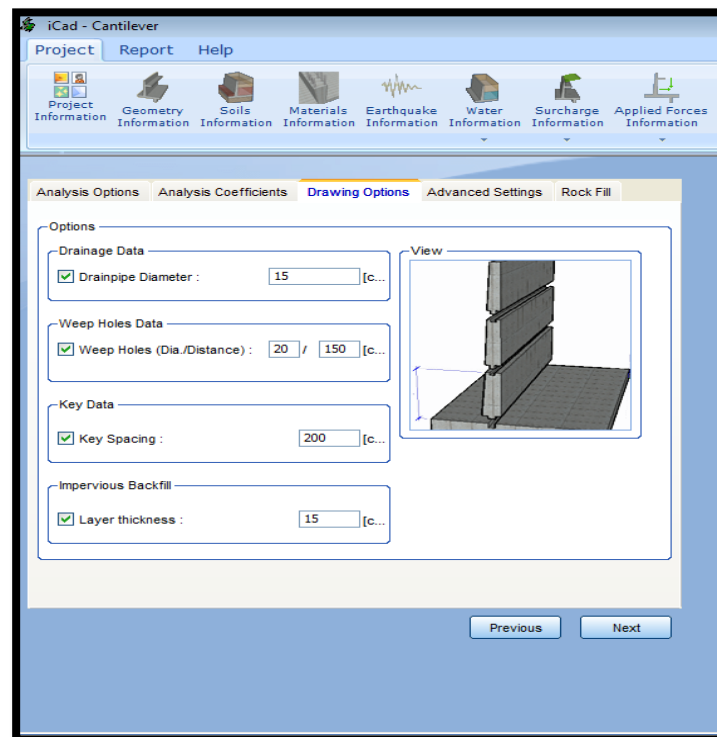 iCad - Cantilever
Project Report Help
Project Information
Geometry Information
Soils Information
Materials Information
Earthquake Information
Water Information
Surcharge Information
Applied Forces Information
Analysis Options Analysis Coefficients Drawing Options Advanced Settings Rock Fill
Options
Drainage Data
Drainpipe Diameter : 15 [c...
Weep Holes Data
Weep Holes (Dia./Distance) : 20 / 150 [c...
Key Data
Key Spacing : 200 [c...
Impervious Backfill
Layer thickness : 15 [c...
View
Previous Next